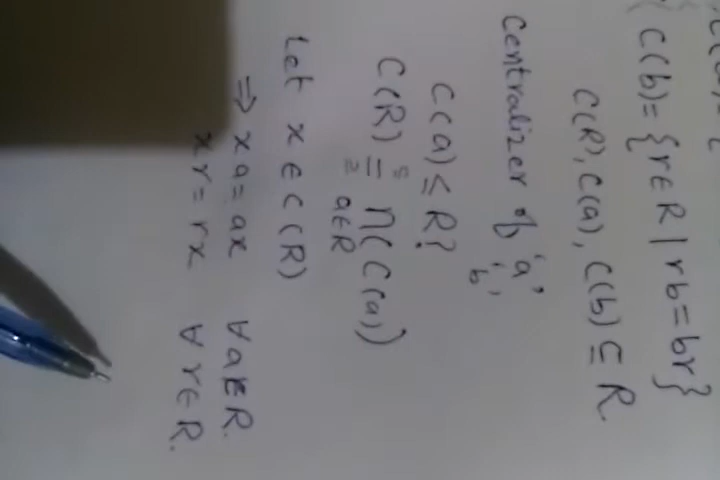 C(b) = {r ∈ R | rb = br}
C(R), C(a), C(b) ⊆ R.
Centralizer of 'a',
'b',
C(a) ≤ R?
C(R) = ∩ (C(a))
⊆
⊇
a∈R
Let x ∈ C(R)
⇒ xa = ax ∀ a ∈ R.
xr = rx ∀ r ∈ R.